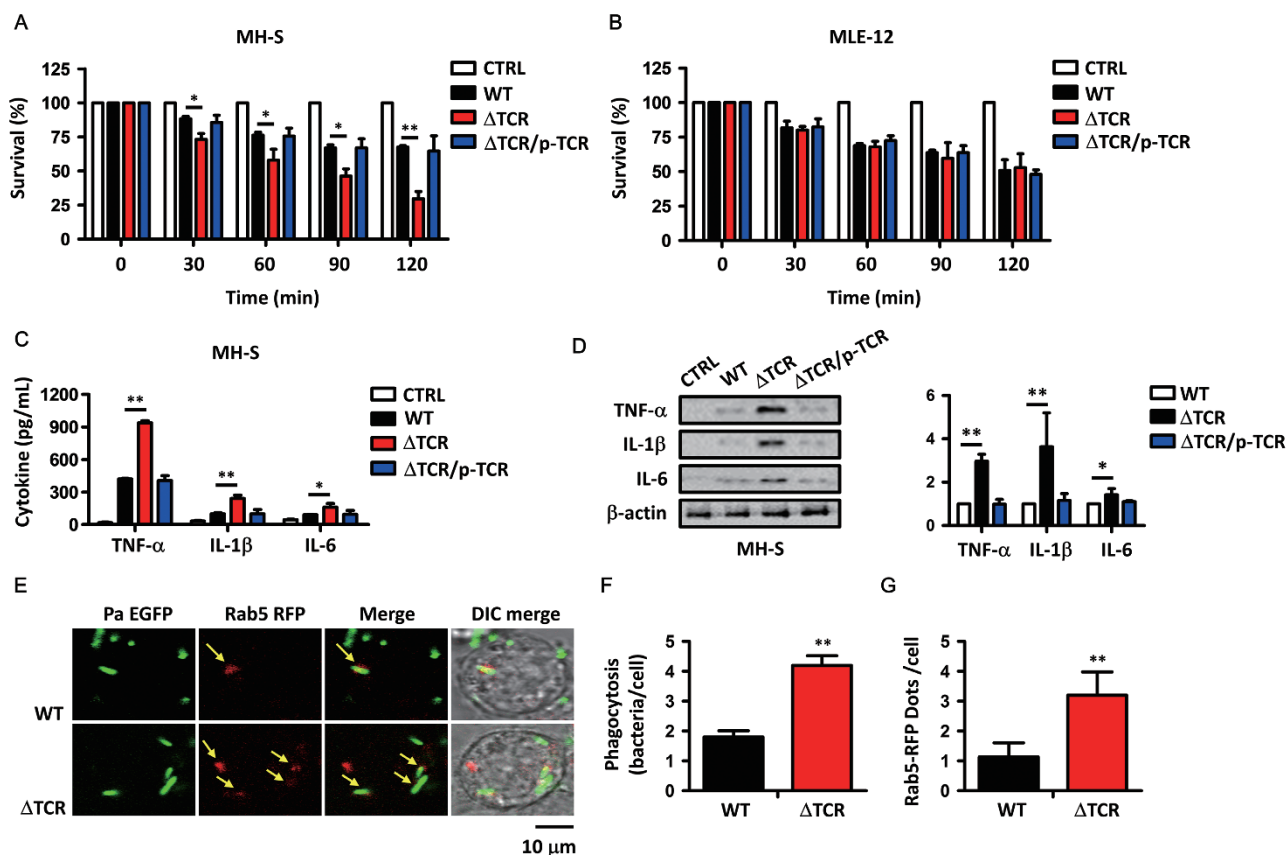 A
MH-S
Survival (%)
125
100
75
50
25
0
* * * **
0 30 60 90 120
Time (min)
CTRL
WT
ΔTCR
ΔTCR/p-TCR
B
MLE-12
Survival (%)
125
100
75
50
25
0
0 30 60 90 120
Time (min)
CTRL
WT
ΔTCR
ΔTCR/p-TCR
C
MH-S
Cytokine (pg/mL)
1200
900
600
300
0
** ** *
TNF-α IL-1β IL-6
CTRL
WT
ΔTCR
ΔTCR/p-TCR
D
CTRL WT ΔTCR ΔTCR/p-TCR
TNF-α
IL-1β
IL-6
β-actin
MH-S
6
4
2
0
** ** *
TNF-α IL-1β IL-6
WT
ΔTCR
ΔTCR/p-TCR
E
Pa EGFP Rab5 RFP Merge DIC merge
WT
ΔTCR
10 μm
F
Phagocytosis
(bacteria/cell)
5
4
3
2
1
0
**
WT ΔTCR
G
Rab5-RFP Dots /cell
5
4
3
2
1
0
**
WT ΔTCR